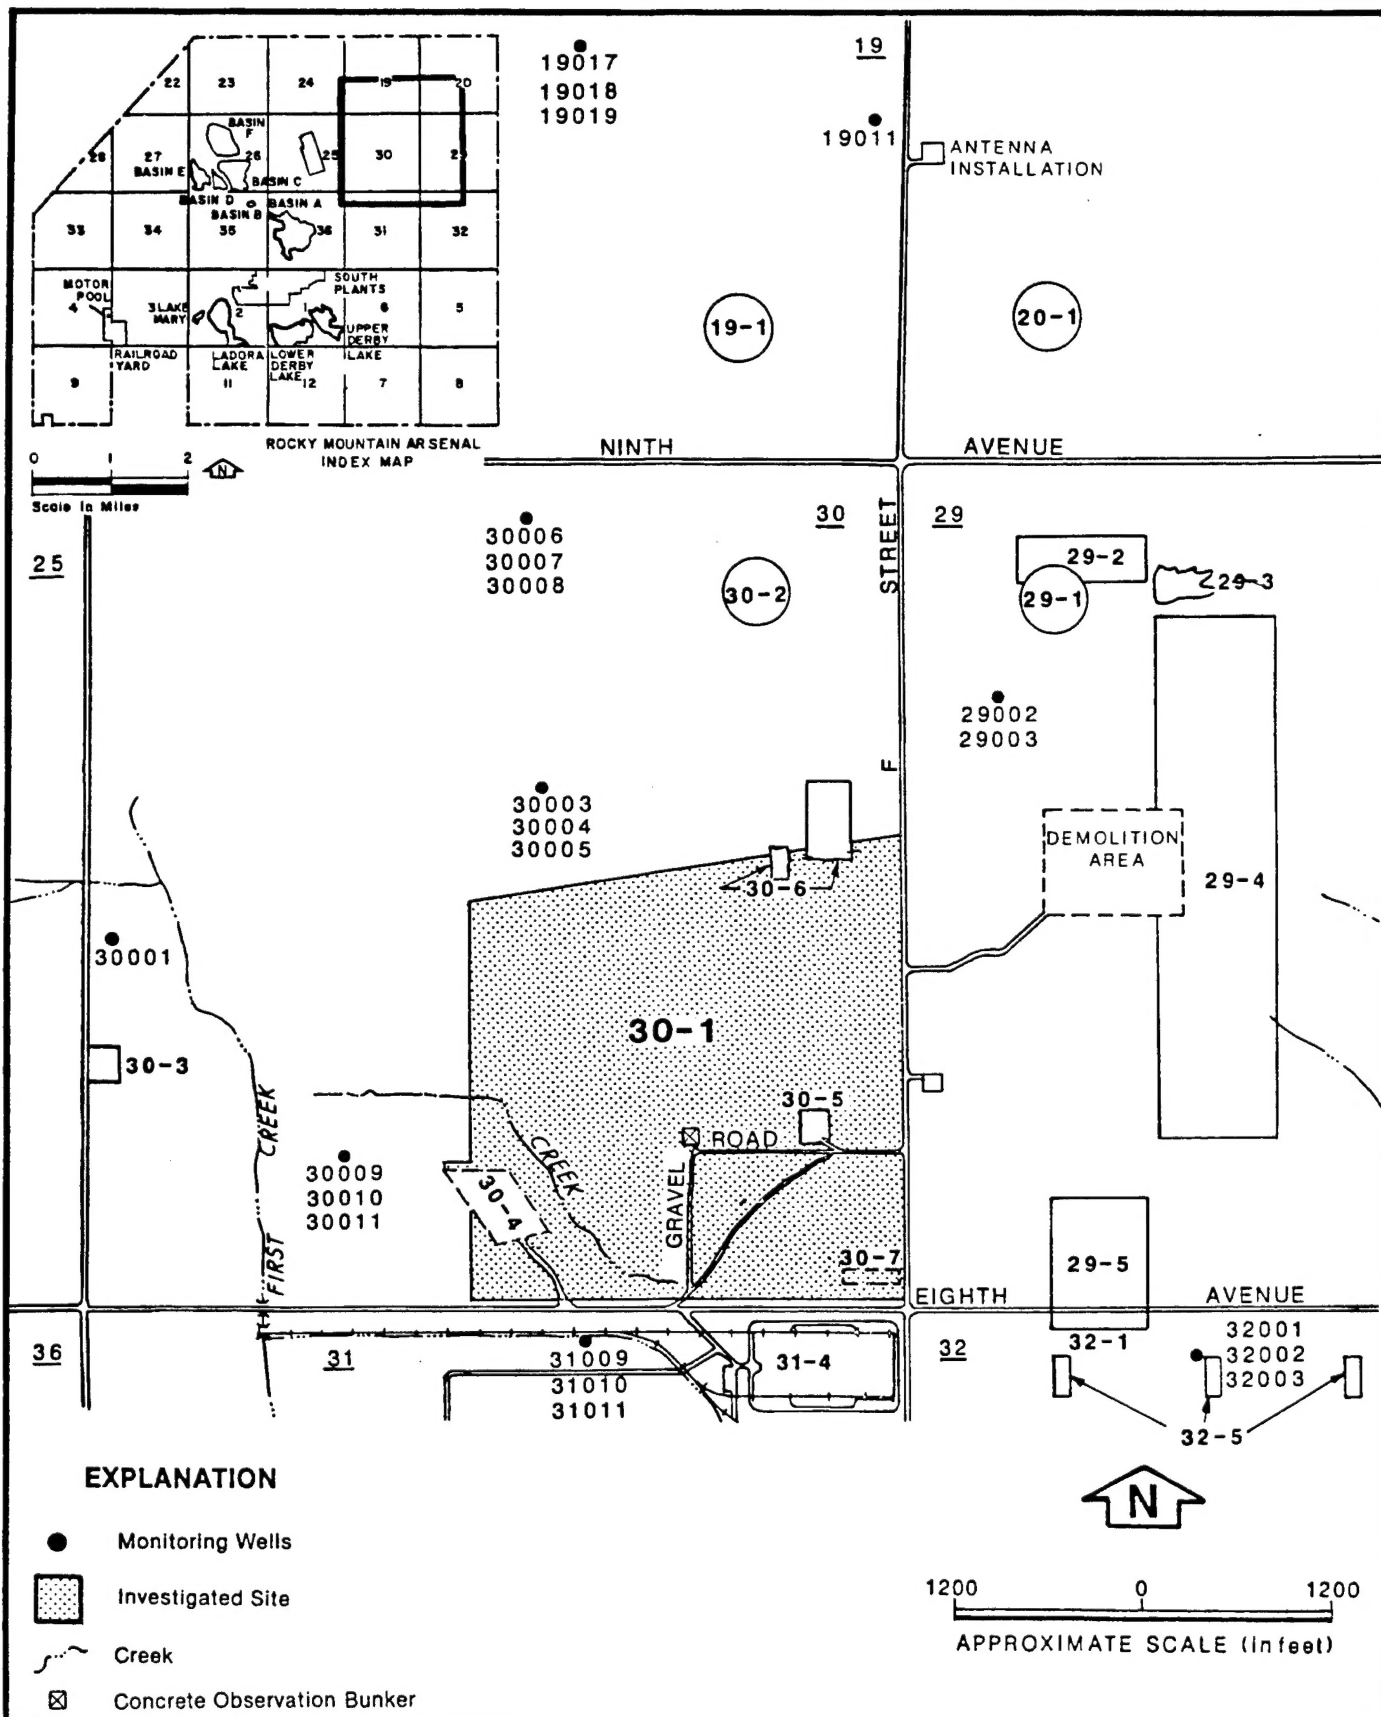 22
23
24
19
20
BASIN
F
28
27
26
25
30
29
BASIN E
BASIN C
BASIN D
BASIN A
BASIN B
33
34
35
36
31
32
MOTOR
POOL
SOUTH
PLANTS
4
3
LAKE
MARY
2
1
6
5
UPPER
DERBY
LAKE
RAILROAD
YARD
LADORA
LAKE
LOWER
DERBY
LAKE
9
11
12
7
8
ROCKY MOUNTAIN ARSENAL
INDEX MAP
0 1 2
N
Scale in Miles
19017
19018
19019
19
19011
ANTENNA
INSTALLATION
19-1
20-1
NINTH AVENUE
25
30006
30007
30008
30
29
F STREET
30-2
29-2
29-1
29-3
29002
29003
30003
30004
30005
DEMOLITION
AREA
29-4
30-6
30001
30-1
30-3
30-5
FIRST CREEK
CREEK
GRAVEL ROAD
30009
30010
30011
30-4
30-7
29-5
EIGHTH AVENUE
36
31
31009
31010
31011
31-4
32
32-1
32001
32002
32003
32-5
EXPLANATION
Monitoring Wells
Investigated Site
Creek
Concrete Observation Bunker
N
1200 0 1200
APPROXIMATE SCALE (in feet)